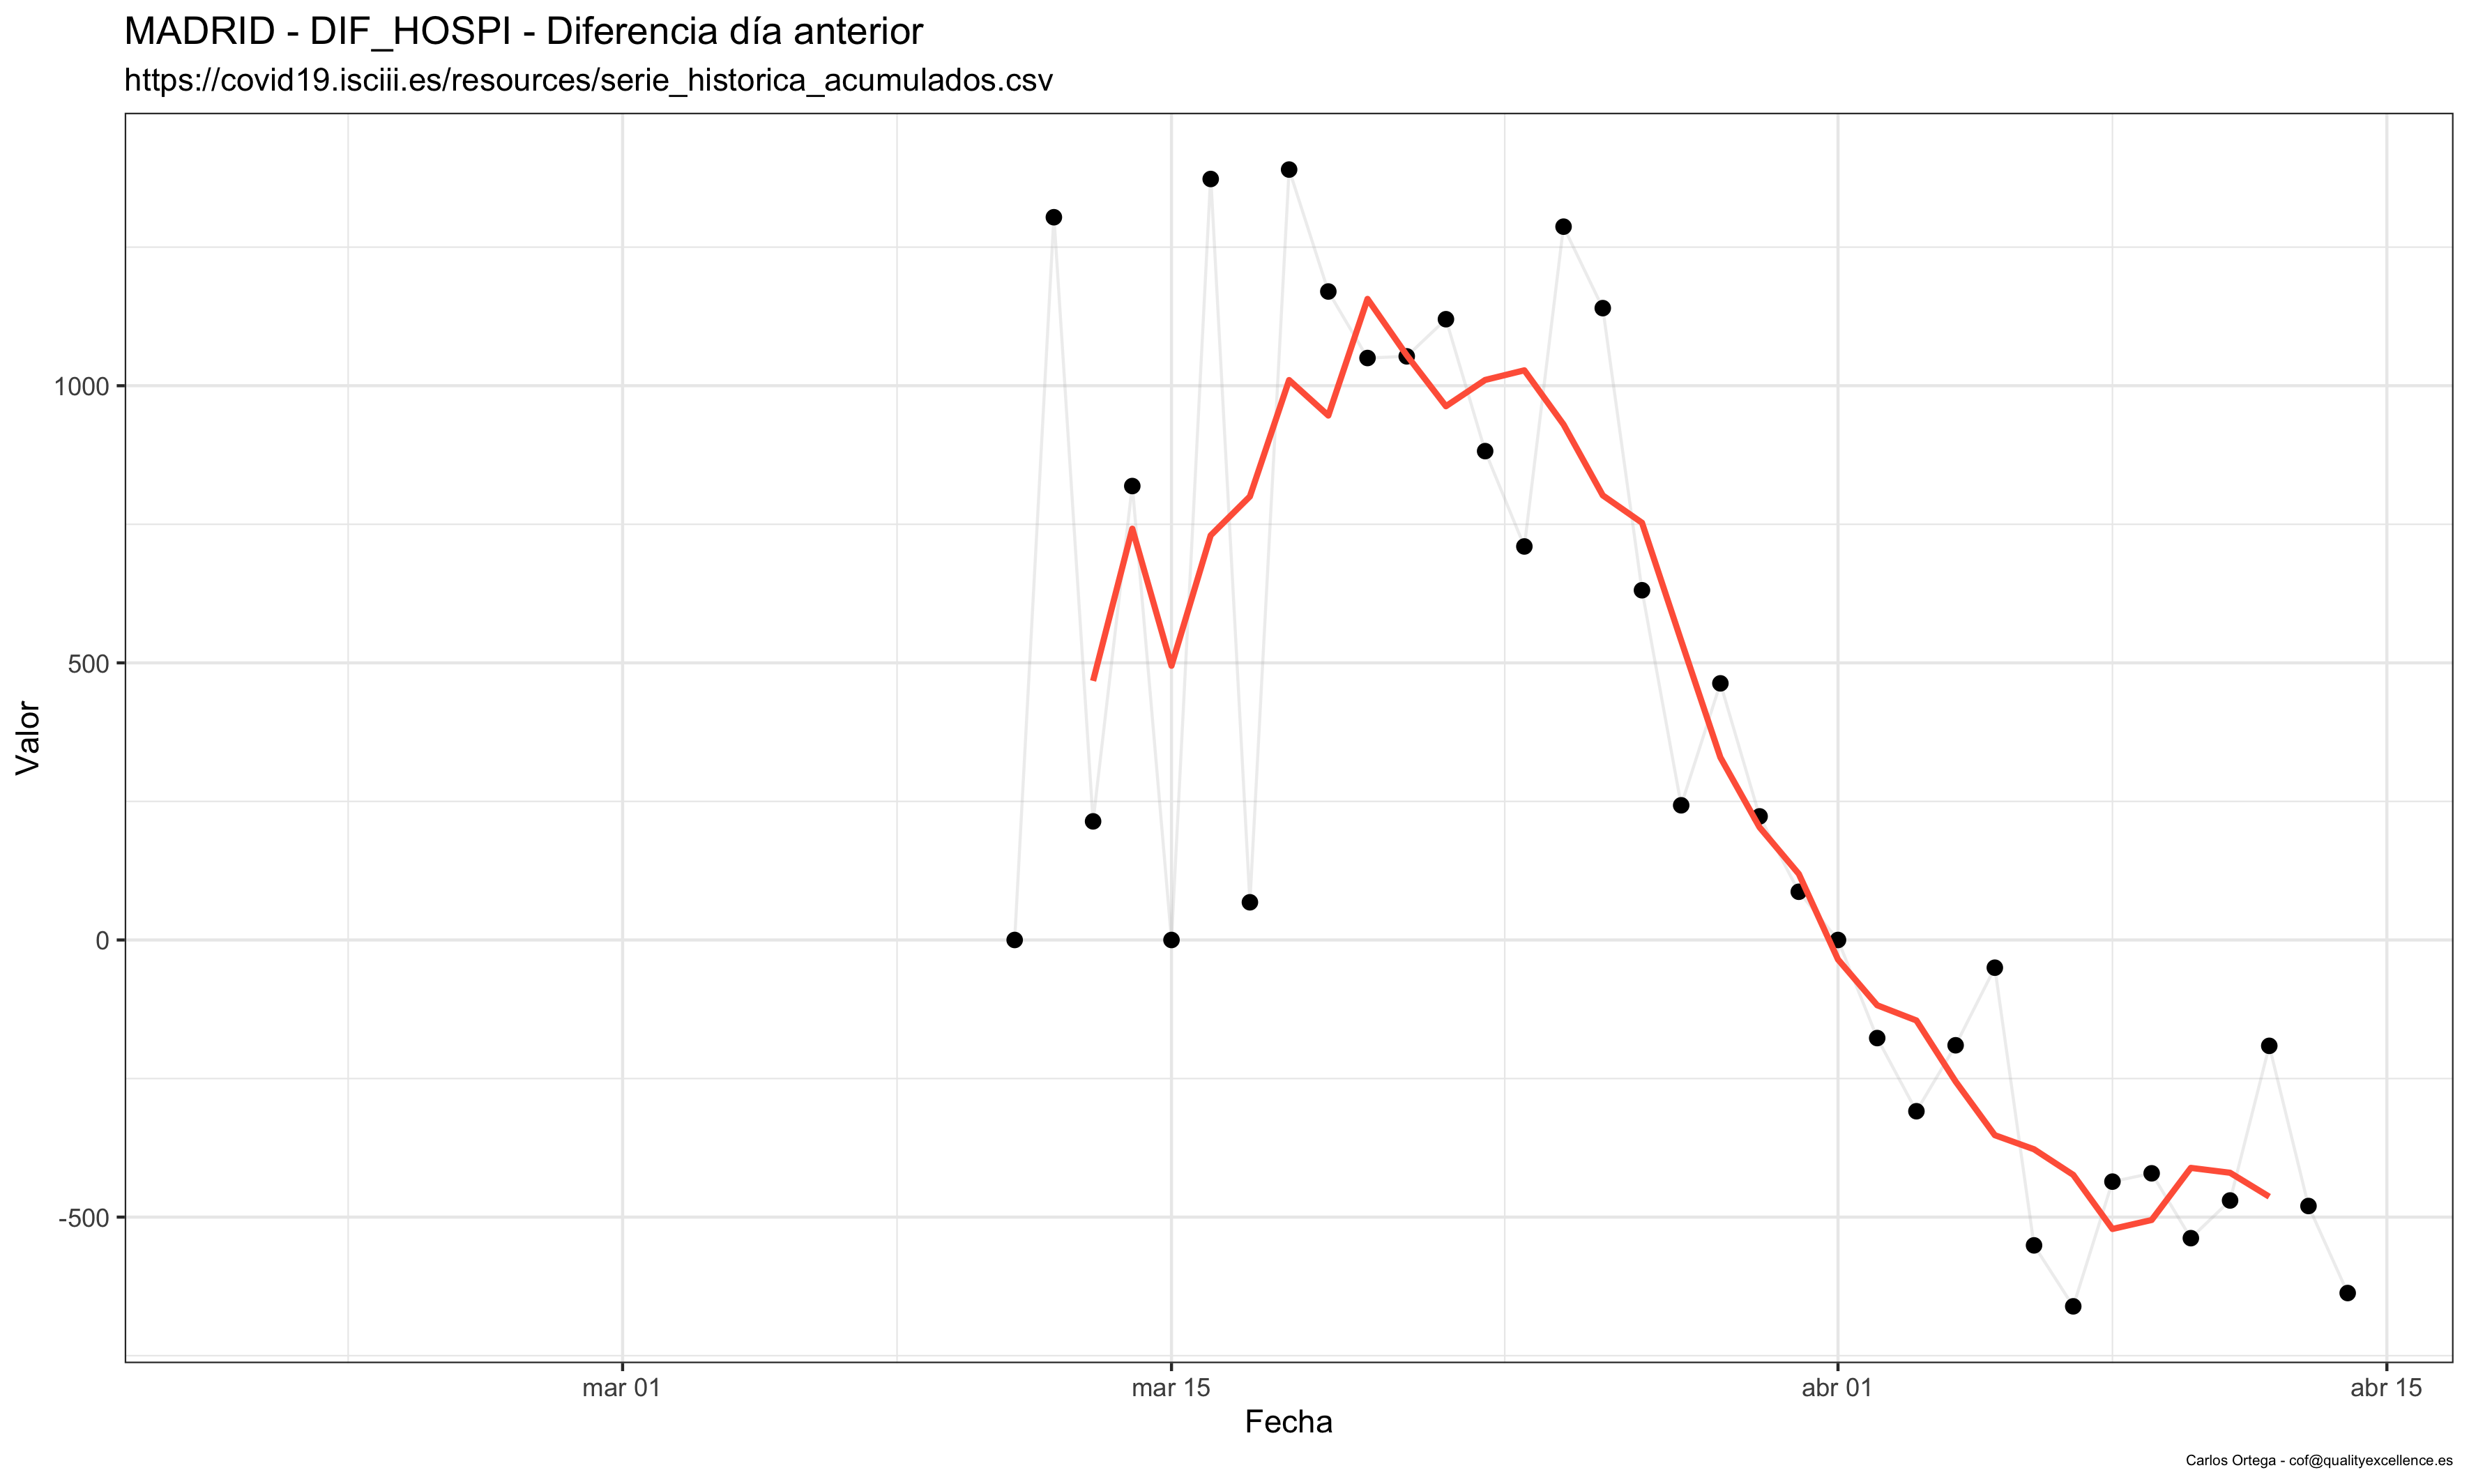 MADRID - DIF_HOSPI - Diferencia día anterior
https://covid19.isciii.es/resources/serie_historica_acumulados.csv
1000
500
0
-500
Valor
mar 01
mar 15
abr 01
abr 15
Fecha
Carlos Ortega - cof@qualityexcellence.es